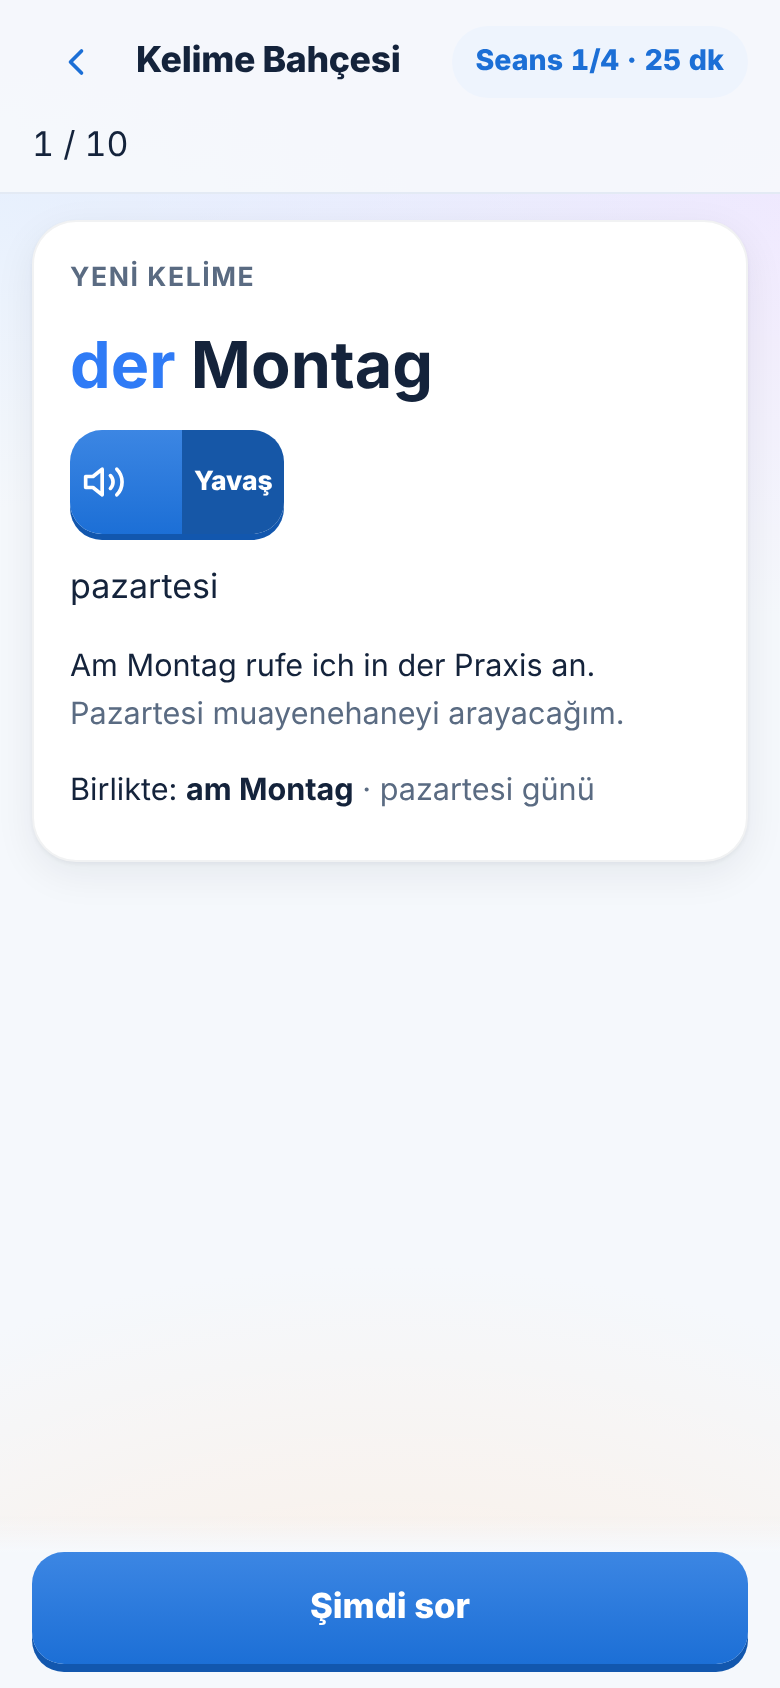 Kelime Bahçesi
Seans 1/4 · 25 dk
1 / 10
YENİ KELİME
der Montag
Yavaş
pazartesi
Am Montag rufe ich in der Praxis an.
Pazartesi muayenehaneyi arayacağım.
Birlikte: am Montag · pazartesi günü
Şimdi sor